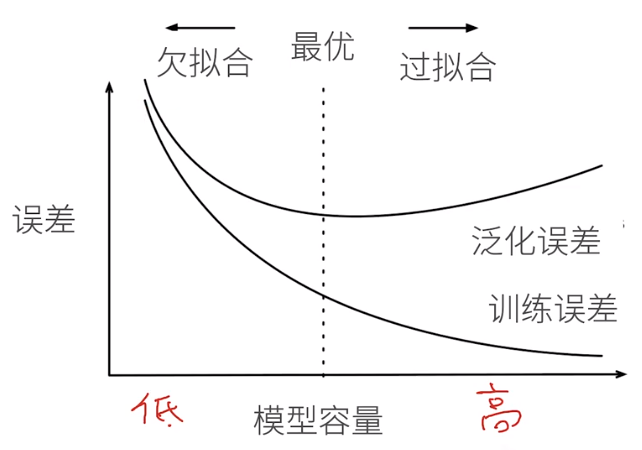 欠拟合 最优 过拟合
误差
泛化误差
训练误差
低 模型容量 高